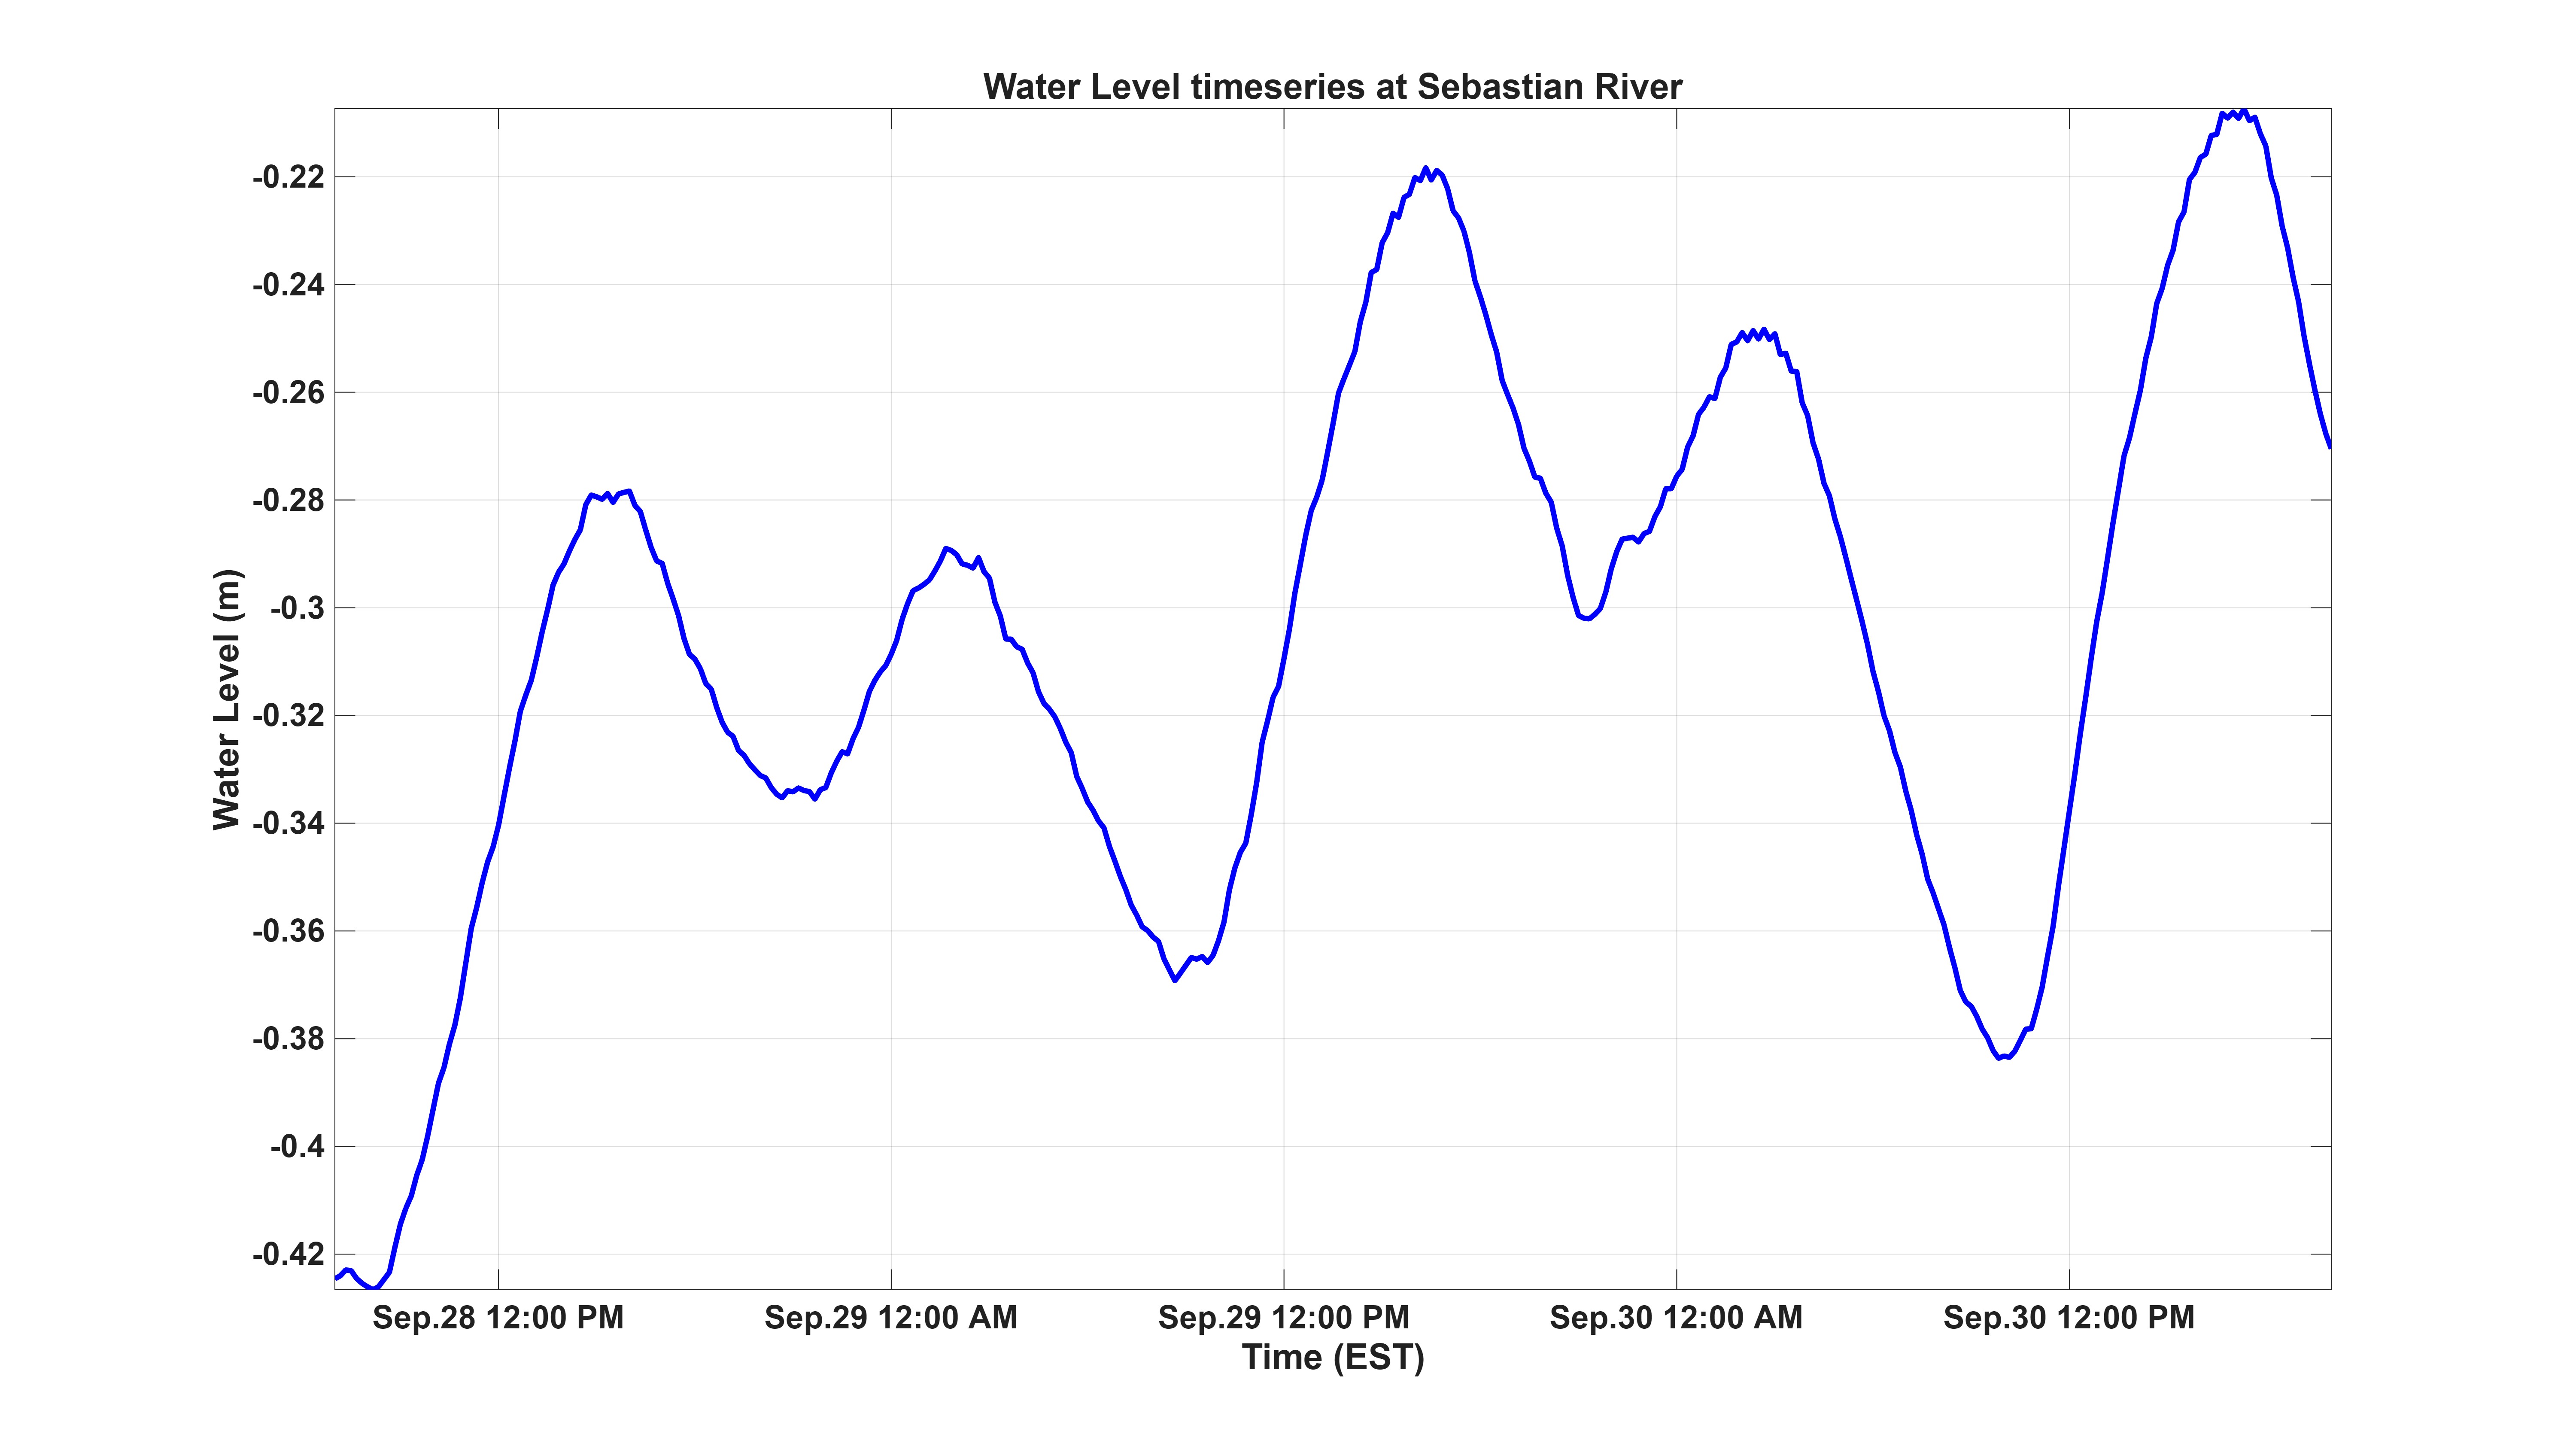 Water Level timeseries at Sebastian River
-0.22
-0.24
-0.26
-0.28
-0.3
-0.32
-0.34
-0.36
-0.38
-0.4
-0.42
Water Level (m)
Sep.28 12:00 PM
Sep.29 12:00 AM
Sep.29 12:00 PM
Sep.30 12:00 AM
Sep.30 12:00 PM
Time (EST)